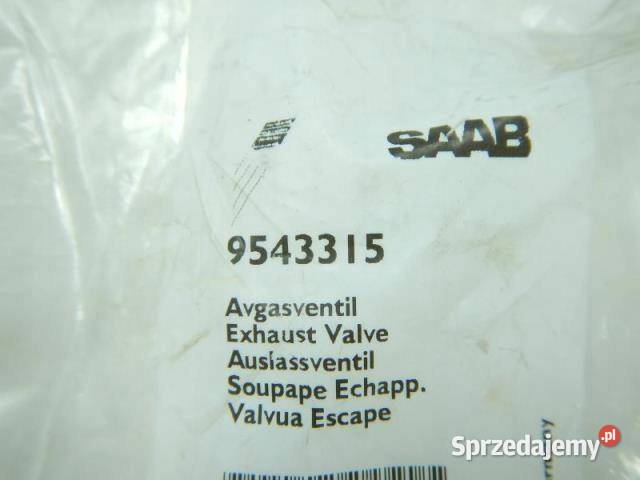 SAAB
9543315
Avgasventil
Exhaust Valve
Auslassventil
Soupape Echapp.
Valvua Escape
Sprzedajemy.pl